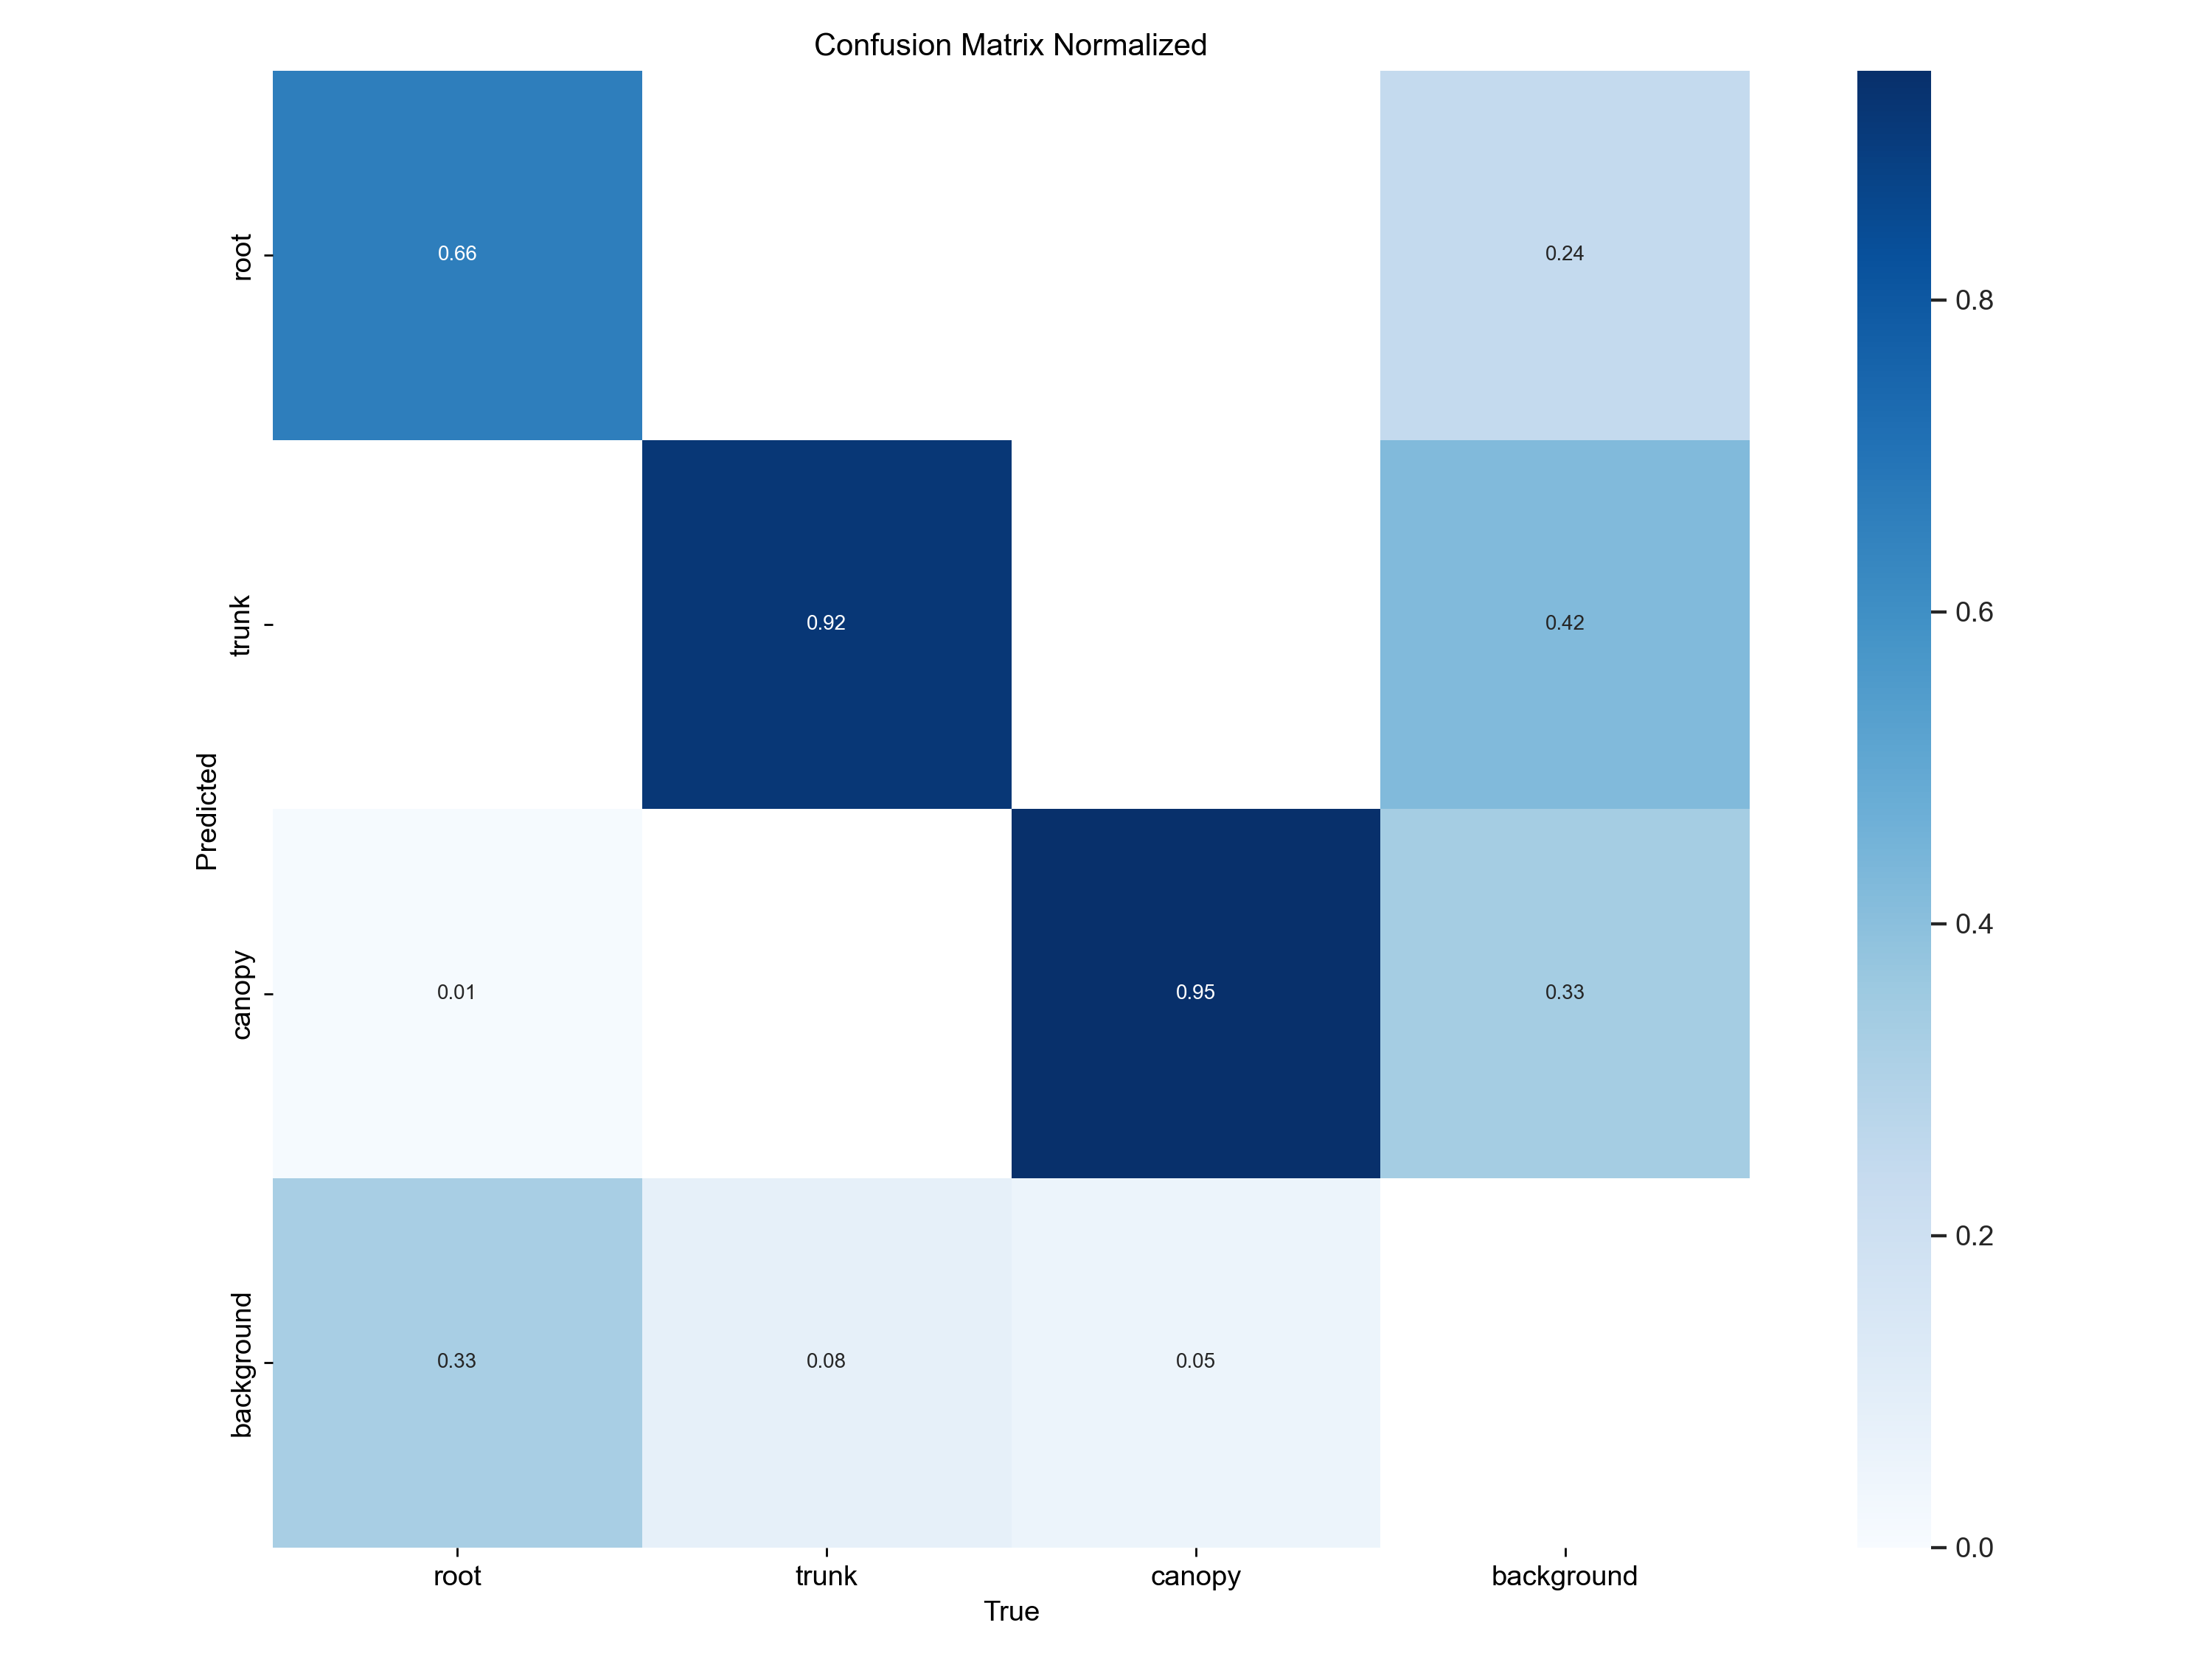 Confusion Matrix Normalized
root
0.66
0.24
0.8
trunk
0.92
0.42
0.6
Predicted
canopy
0.01
0.95
0.33
0.4
background
0.33
0.08
0.05
0.2
0.0
root
trunk
canopy
background
True